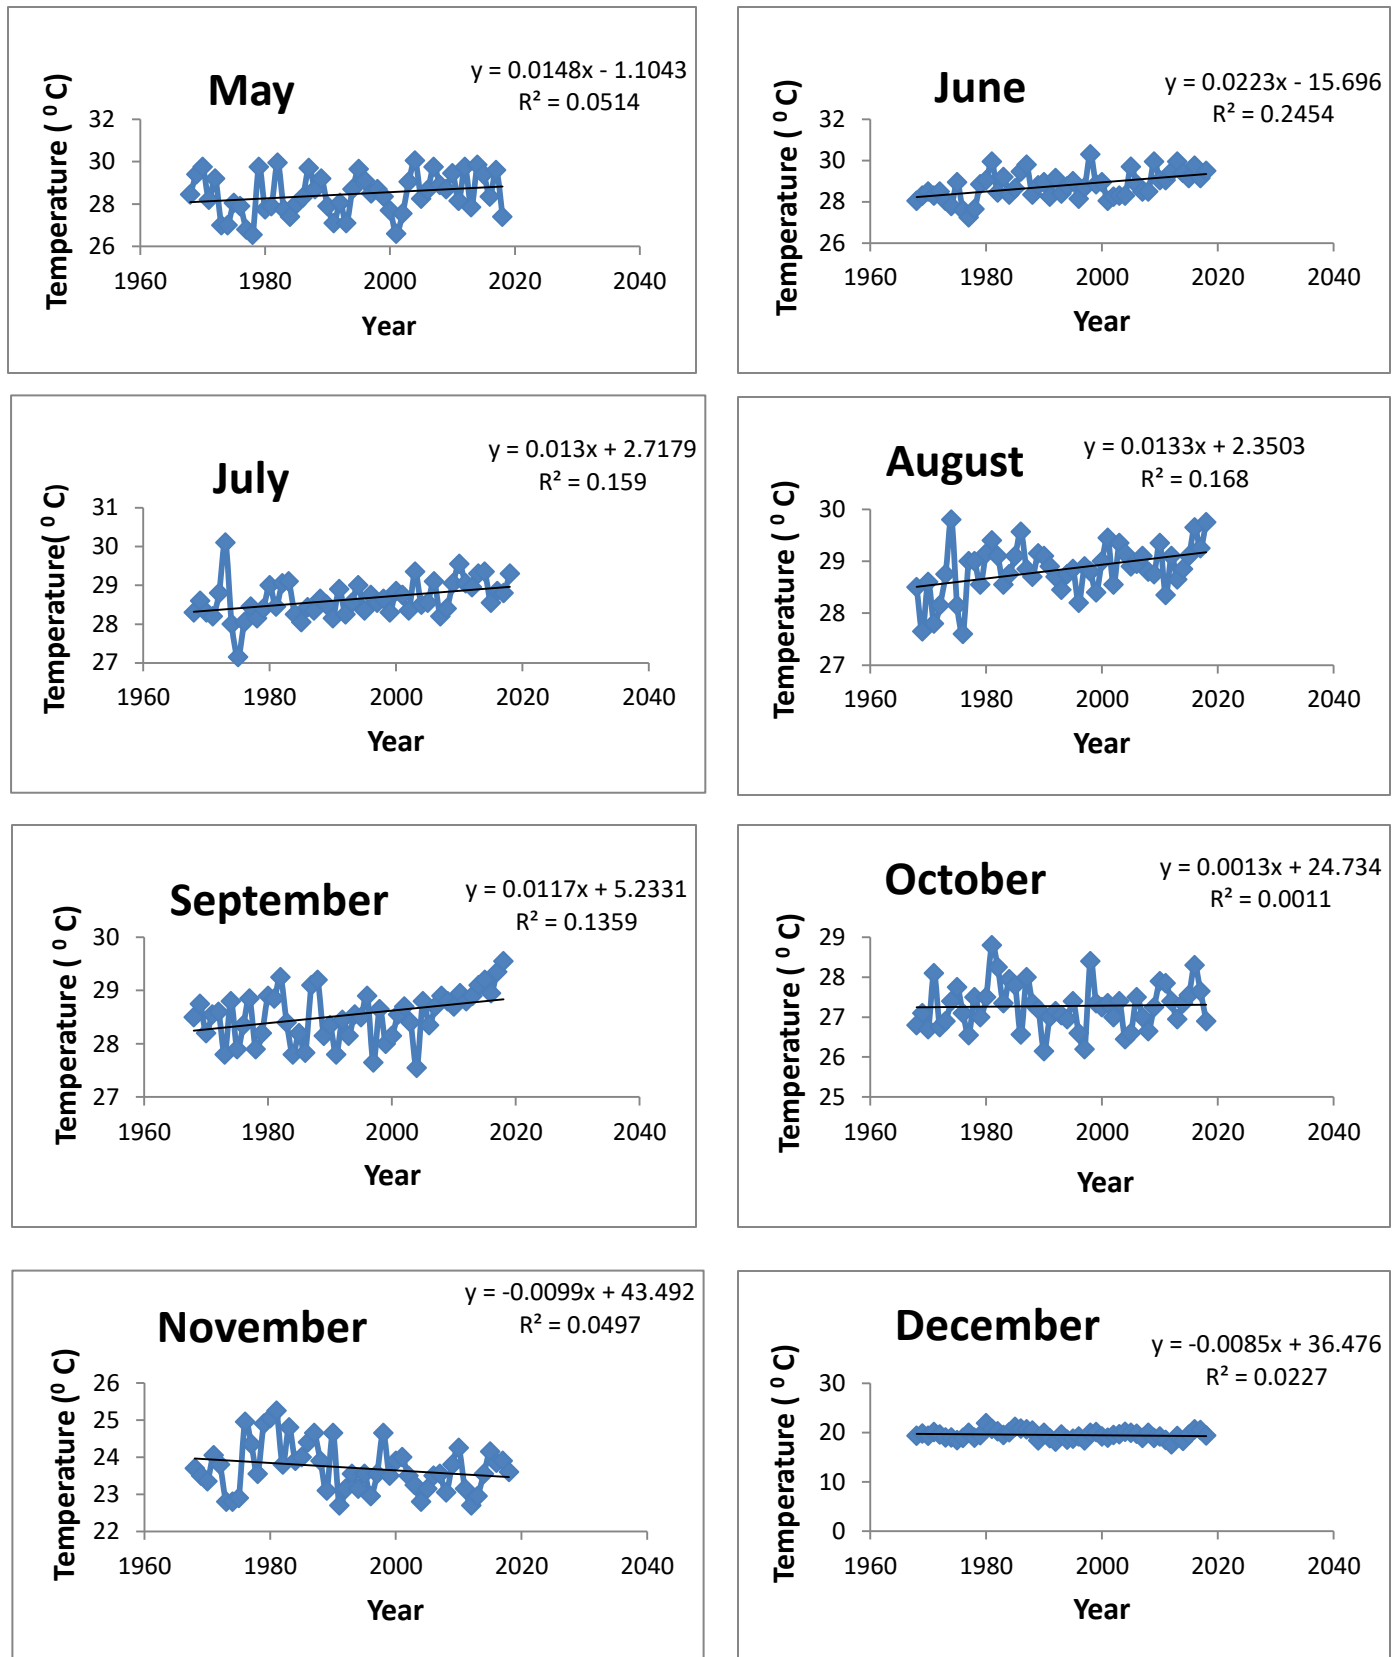 May
y = 0.0148x - 1.1043
R² = 0.0514
Temperature ( ⁰ C)
32
30
28
26
1960 1980 2000 2020 2040
Year
June
y = 0.0223x - 15.696
R² = 0.2454
Temperature ( ⁰ C)
32
30
28
26
1960 1980 2000 2020 2040
Year
July
y = 0.013x + 2.7179
R² = 0.159
Temperature( ⁰ C)
31
30
29
28
27
1960 1980 2000 2020 2040
Year
August
y = 0.0133x + 2.3503
R² = 0.168
Temperature ( ⁰ C)
30
29
28
27
1960 1980 2000 2020 2040
Year
September
y = 0.0117x + 5.2331
R² = 0.1359
Temperature ( ⁰ C)
30
29
28
27
1960 1980 2000 2020 2040
Year
October
y = 0.0013x + 24.734
R² = 0.0011
Temperature ( ⁰ C)
29
28
27
26
25
1960 1980 2000 2020 2040
Year
November
y = -0.0099x + 43.492
R² = 0.0497
Temperature (⁰ C)
26
25
24
23
22
1960 1980 2000 2020 2040
Year
December
y = -0.0085x + 36.476
R² = 0.0227
Temperature ( ⁰ C)
30
20
10
0
1960 1980 2000 2020 2040
Year